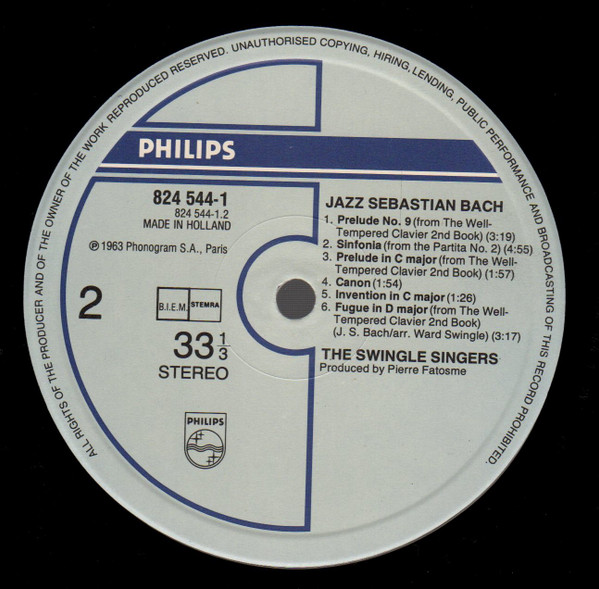 ALL RIGHTS OF THE PRODUCER AND OF THE OWNER OF THE WORK REPRODUCED RESERVED. UNAUTHORISED COPYING, HIRING, LENDING, PUBLIC PERFORMANCE AND BROADCASTING OF THIS RECORD PROHIBITED.
PHILIPS
824 544-1
824 544-1.2
MADE IN HOLLAND
℗ 1963 Phonogram S.A., Paris
2
B.I.E.M. STEMRA
33 1/3
STEREO
PHILIPS
JAZZ SEBASTIAN BACH
1. Prelude No. 9 (from The Well-
Tempered Clavier 2nd Book) (3:19)
2. Sinfonia (from the Partita No. 2) (4:55)
3. Prelude in C major (from The Well-
Tempered Clavier 2nd Book) (1:57)
4. Canon (1:54)
5. Invention in C major (1:26)
6. Fugue in D major (from The Well-
Tempered Clavier 2nd Book)
(J. S. Bach/arr. Ward Swingle) (3:17)
THE SWINGLE SINGERS
Produced by Pierre Fatosme